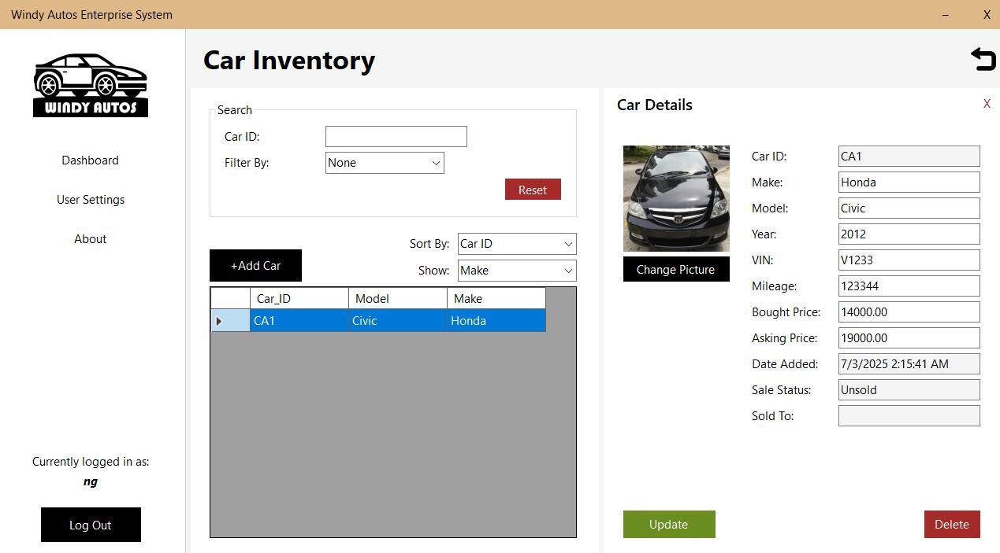 Windy Autos Enterprise System
– X
WINDY AUTOS
Dashboard
User Settings
About
Currently logged in as:
ng
Log Out
Car Inventory
Search
Car ID:
Filter By: None
Reset
Sort By: Car ID
+Add Car
Show: Make
Car_ID Model Make
CA1 Civic Honda
Car Details X
Change Picture
Car ID: CA1
Make: Honda
Model: Civic
Year: 2012
VIN: V1233
Mileage: 123344
Bought Price: 14000.00
Asking Price: 19000.00
Date Added: 7/3/2025 2:15:41 AM
Sale Status: Unsold
Sold To:
Update Delete